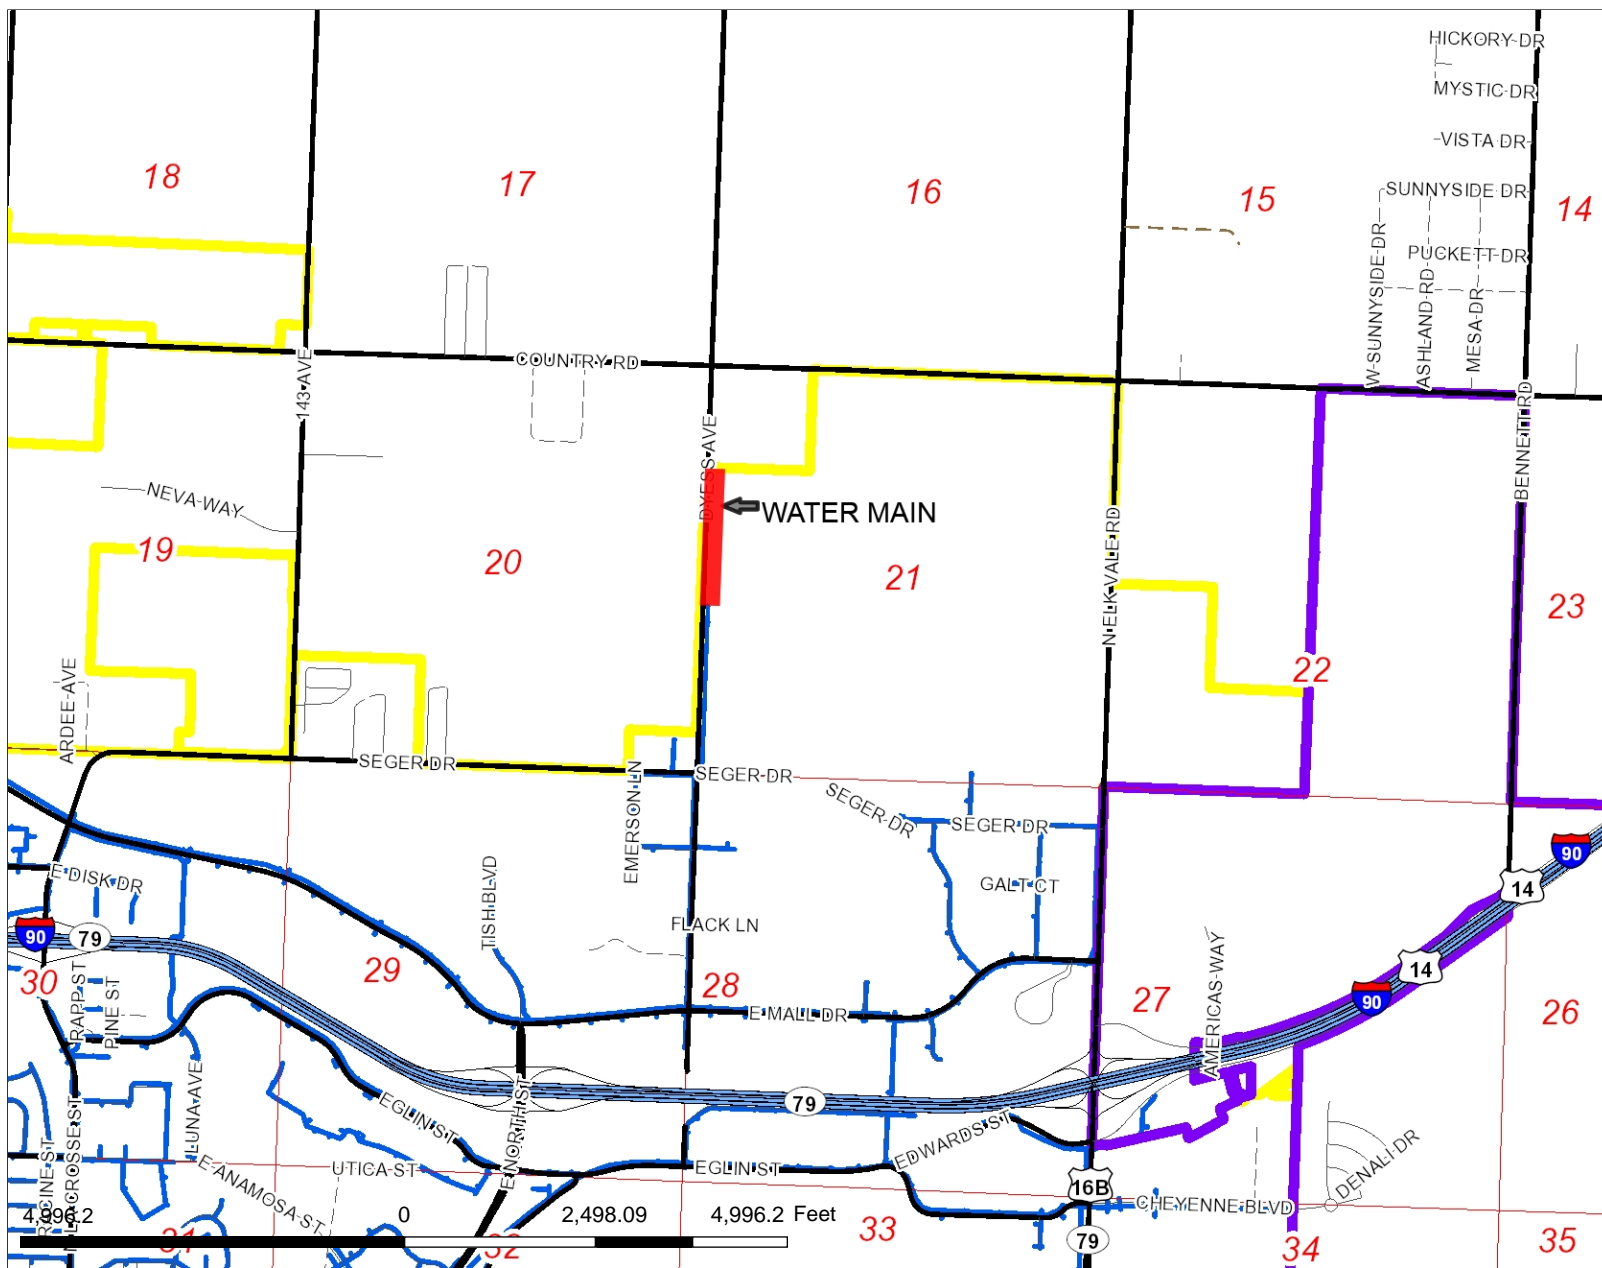 HICKORY DR
MYSTIC DR
VISTA DR
SUNNYSIDE DR
PUCKETT DR
W SUNNYSIDE DR
ASHLAND RD
MESA DR
18
17
16
15
14
COUNTRY RD
143 AVE
DYESS AVE
BENNETT RD
NEVA WAY
WATER MAIN
N ELK VALE RD
19
20
21
22
23
ARDEE AVE
SEGER DR
SEGER DR
EMERSON LN
SEGER DR
SEGER DR
E DISK DR
TISH BLVD
GALT CT
FLACK LN
90
14
90
79
14
90
30
29
28
27
26
RAPP ST
PINE ST
E MALL DR
AMERICAS WAY
LUNA AVE
EGLIN ST
E NORTH ST
79
EDWARDS ST
RACINE ST
N LACROSSE ST
E ANAMOSA ST
UTICA ST
EGLIN ST
16B
DENALI DR
CHEYENNE BLVD
4,996.2 0 2,498.09 4,996.2 Feet
31
32
33
79
34
35